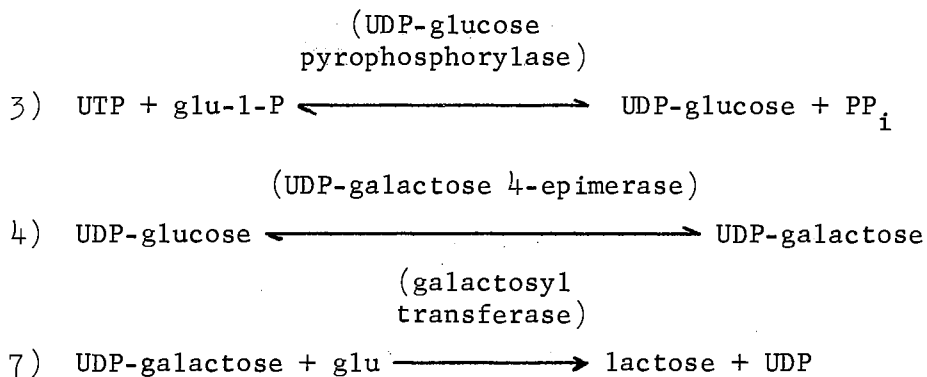 (UDP-glucose
pyrophosphorylase)
3) UTP + glu-1-P ⟷ UDP-glucose + PPi
(UDP-galactose 4-epimerase)
4) UDP-glucose ⟷ UDP-galactose
(galactosyl
transferase)
7) UDP-galactose + glu ⟶ lactose + UDP